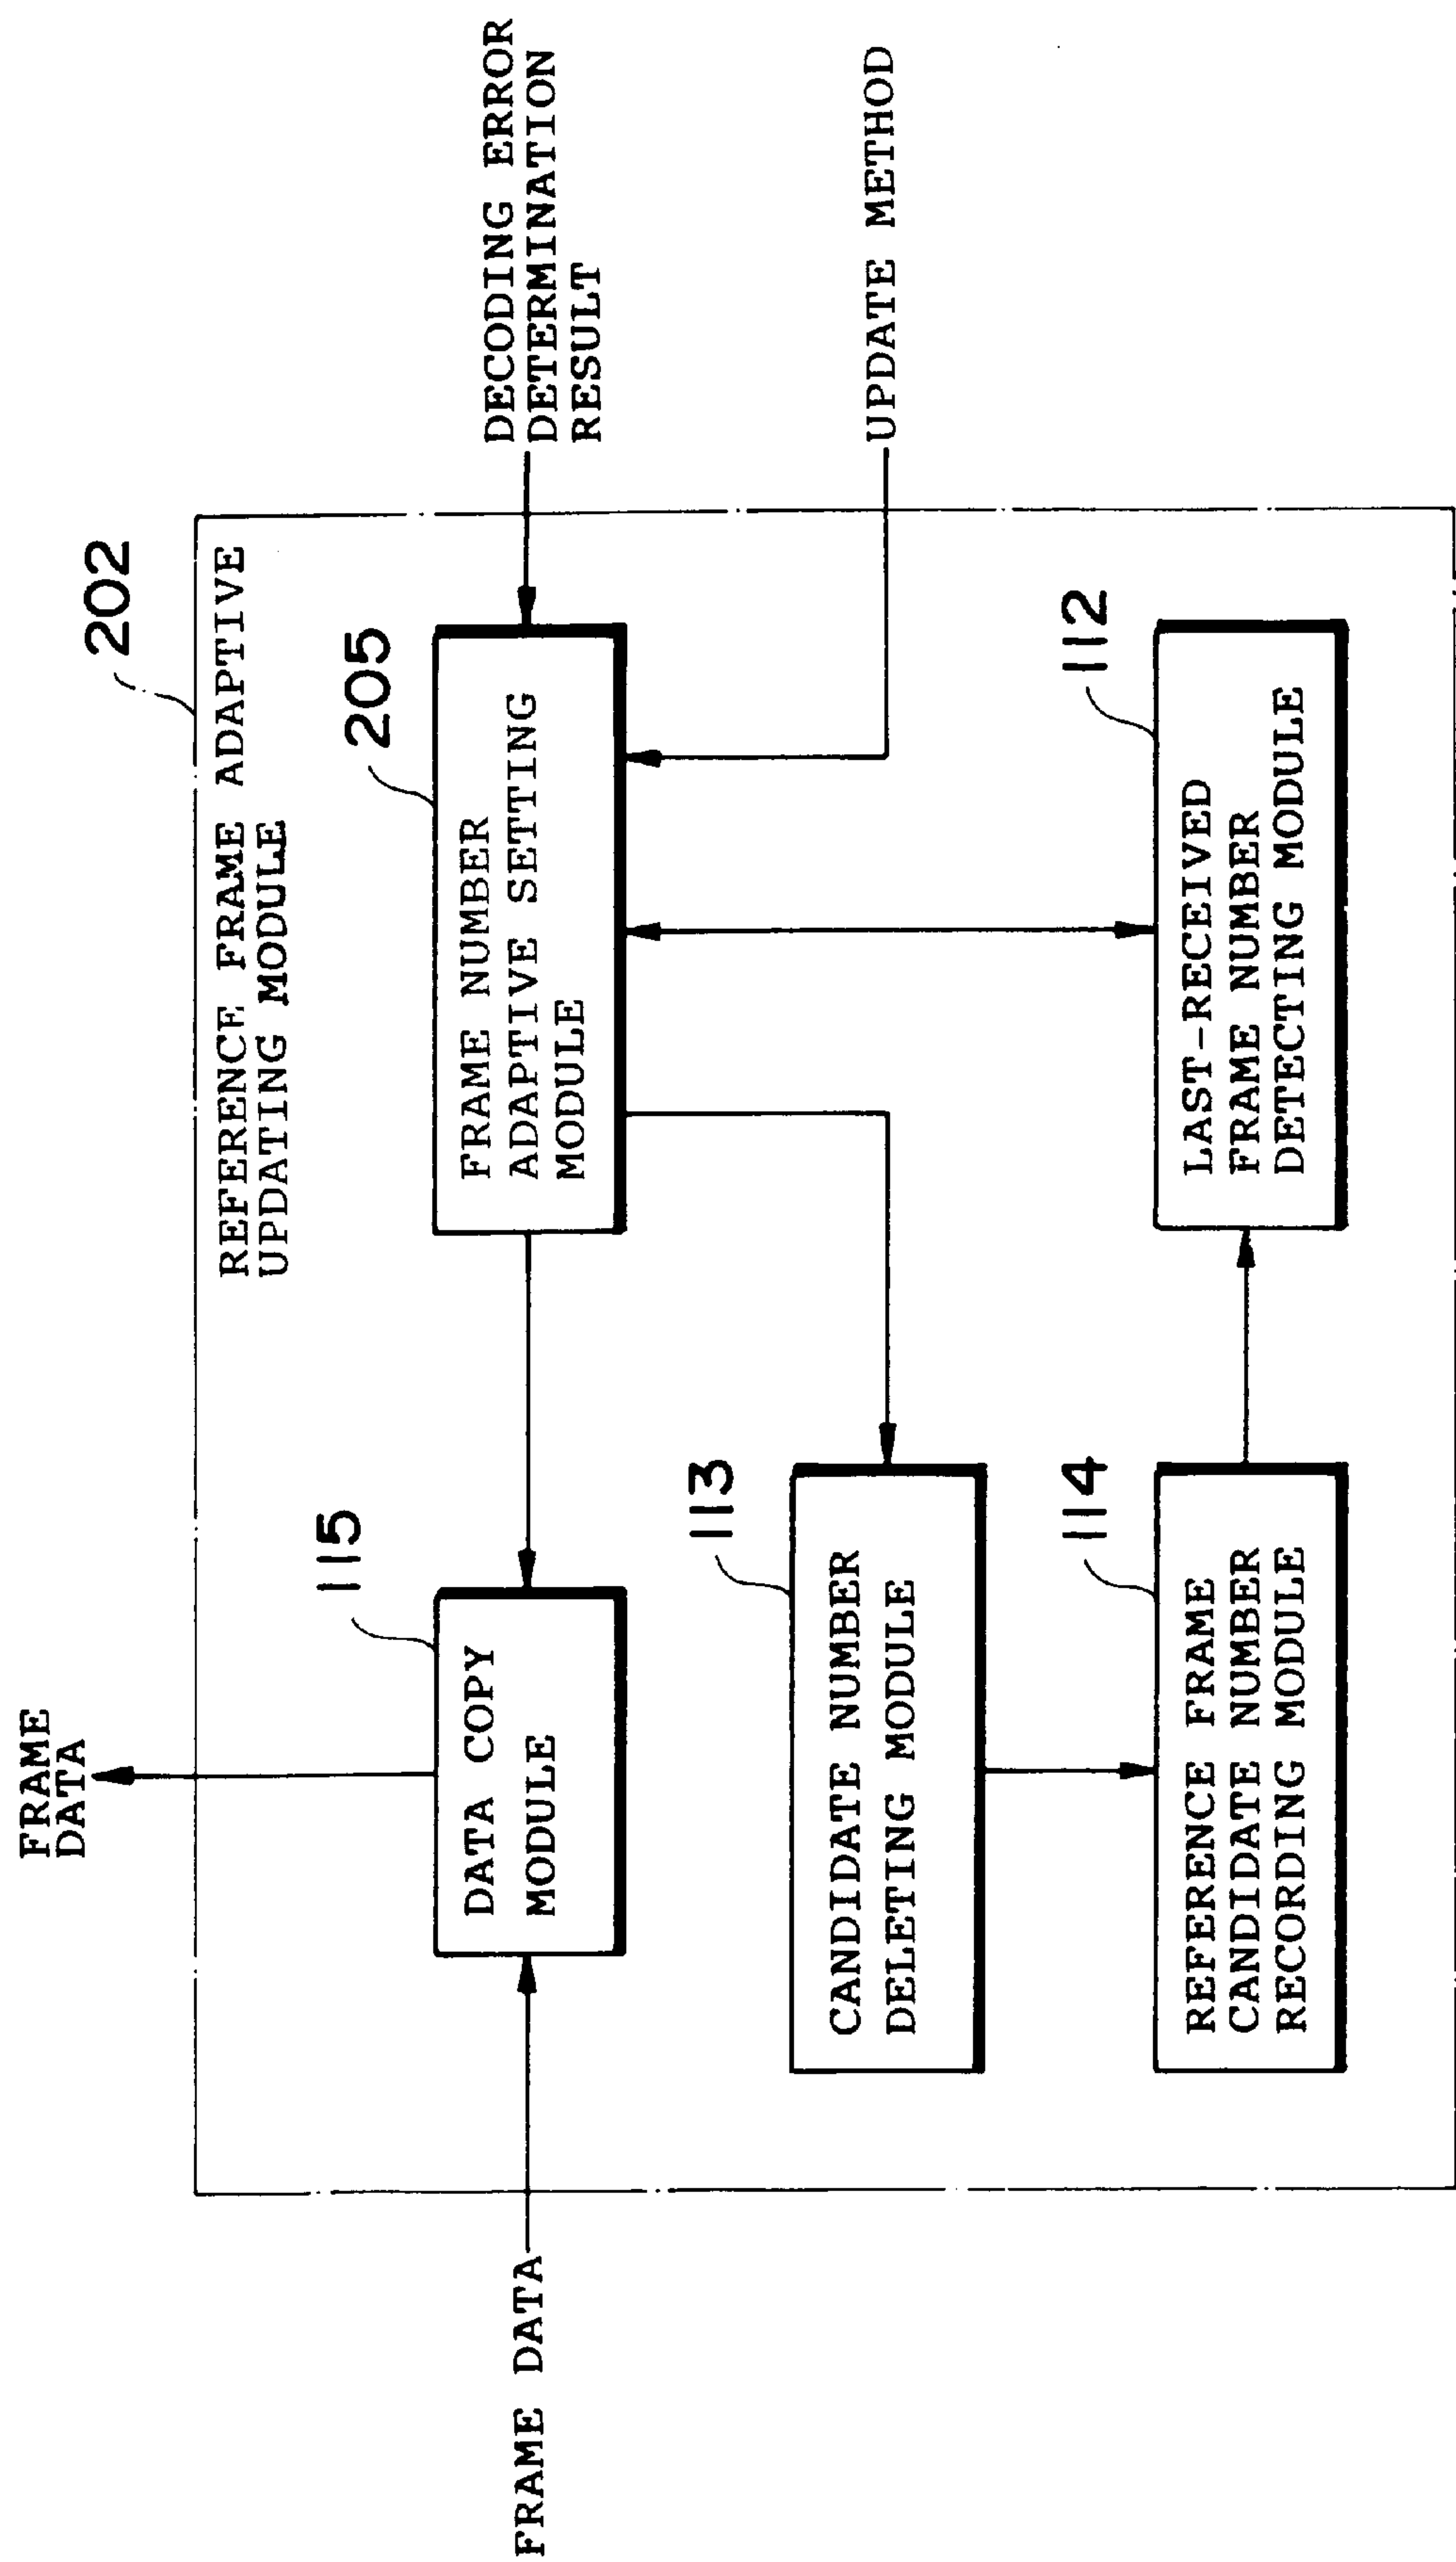 FRAME
DATA
FRAME DATA
202
REFERENCE FRAME ADAPTIVE
UPDATING MODULE
115
DATA COPY
MODULE
205
FRAME NUMBER
ADAPTIVE SETTING
MODULE
DECODING ERROR
DETERMINATION
RESULT
113
CANDIDATE NUMBER
DELETING MODULE
UPDATE METHOD
114
REFERENCE FRAME
CANDIDATE NUMBER
RECORDING MODULE
112
LAST-RECEIVED
FRAME NUMBER
DETECTING MODULE